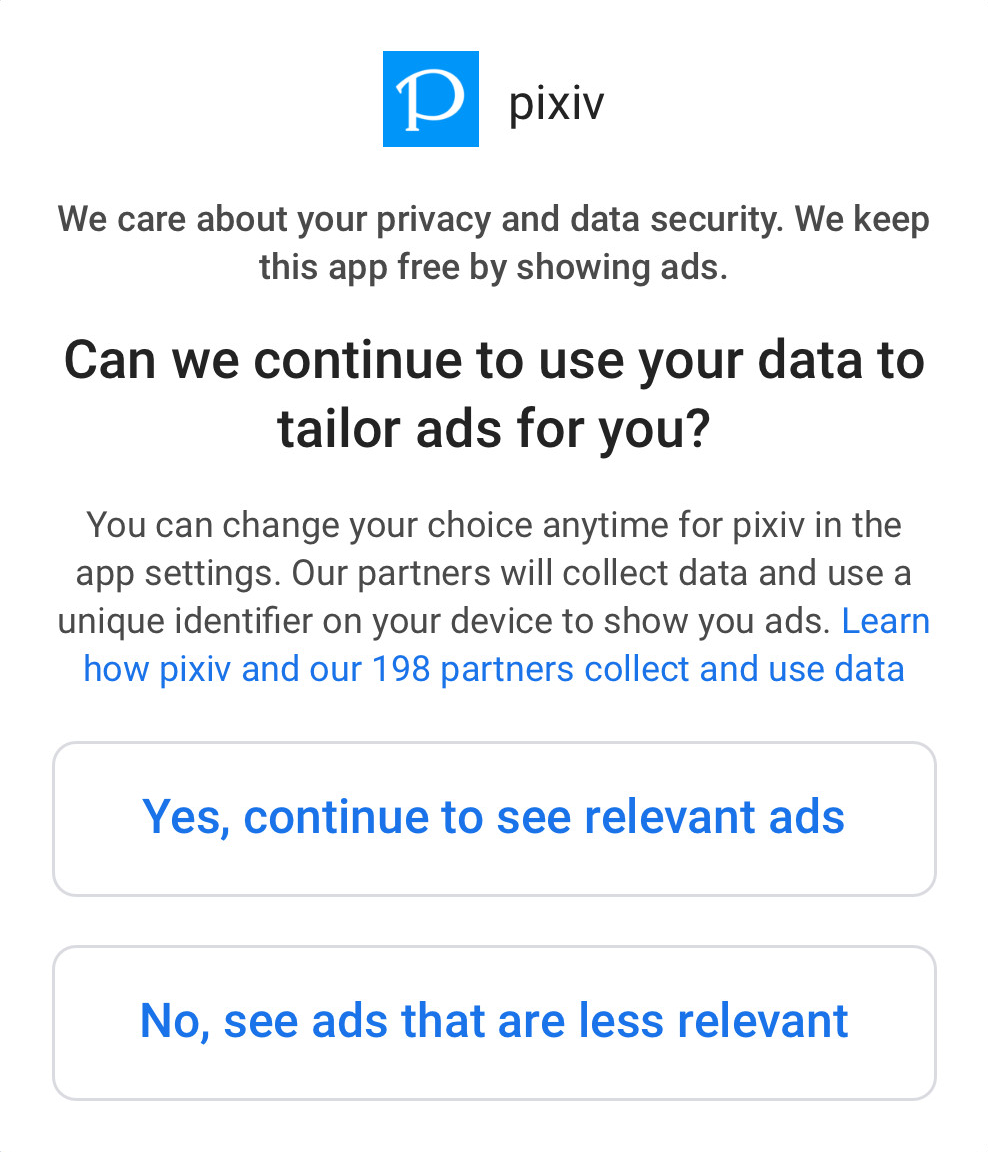 pixiv
We care about your privacy and data security. We keep
this app free by showing ads.
Can we continue to use your data to
tailor ads for you?
You can change your choice anytime for pixiv in the
app settings. Our partners will collect data and use a
unique identifier on your device to show you ads. Learn
how pixiv and our 198 partners collect and use data
Yes, continue to see relevant ads
No, see ads that are less relevant